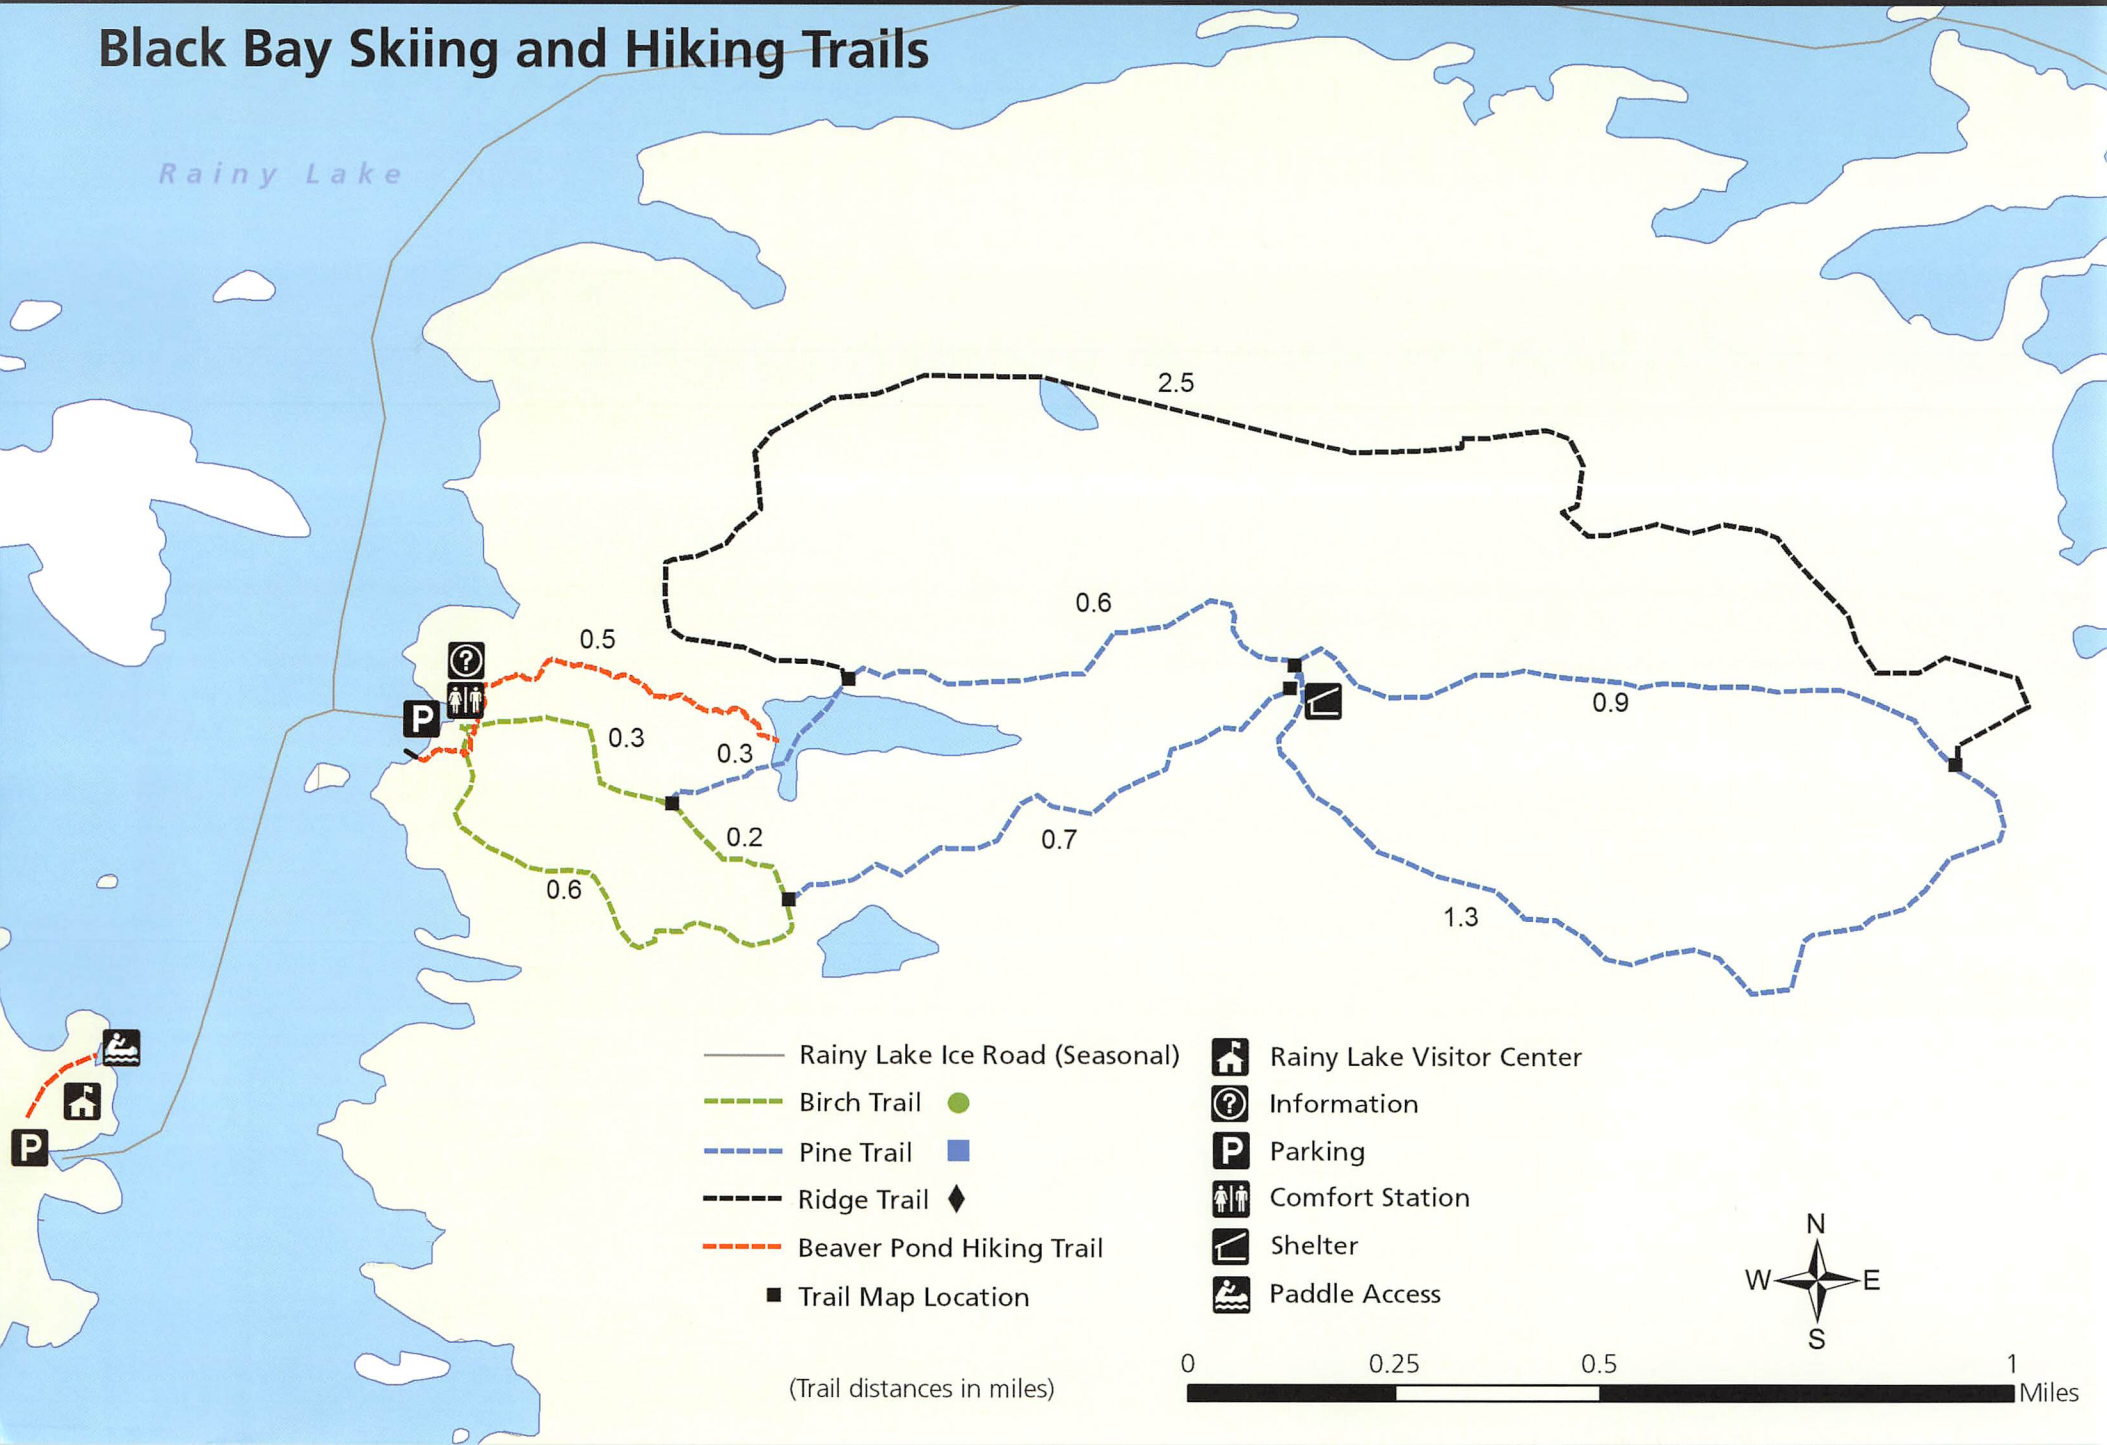 Black Bay Skiing and Hiking Trails
Rainy Lake
2.5
0.6
0.5
P
0.9
0.3
0.3
0.2
0.7
0.6
1.3
P
Rainy Lake Ice Road (Seasonal)
Birch Trail
Pine Trail
Ridge Trail
Beaver Pond Hiking Trail
Trail Map Location
(Trail distances in miles)
Rainy Lake Visitor Center
? Information
P Parking
Comfort Station
Shelter
Paddle Access
N
W E
S
0 0.25 0.5 1
Miles
?